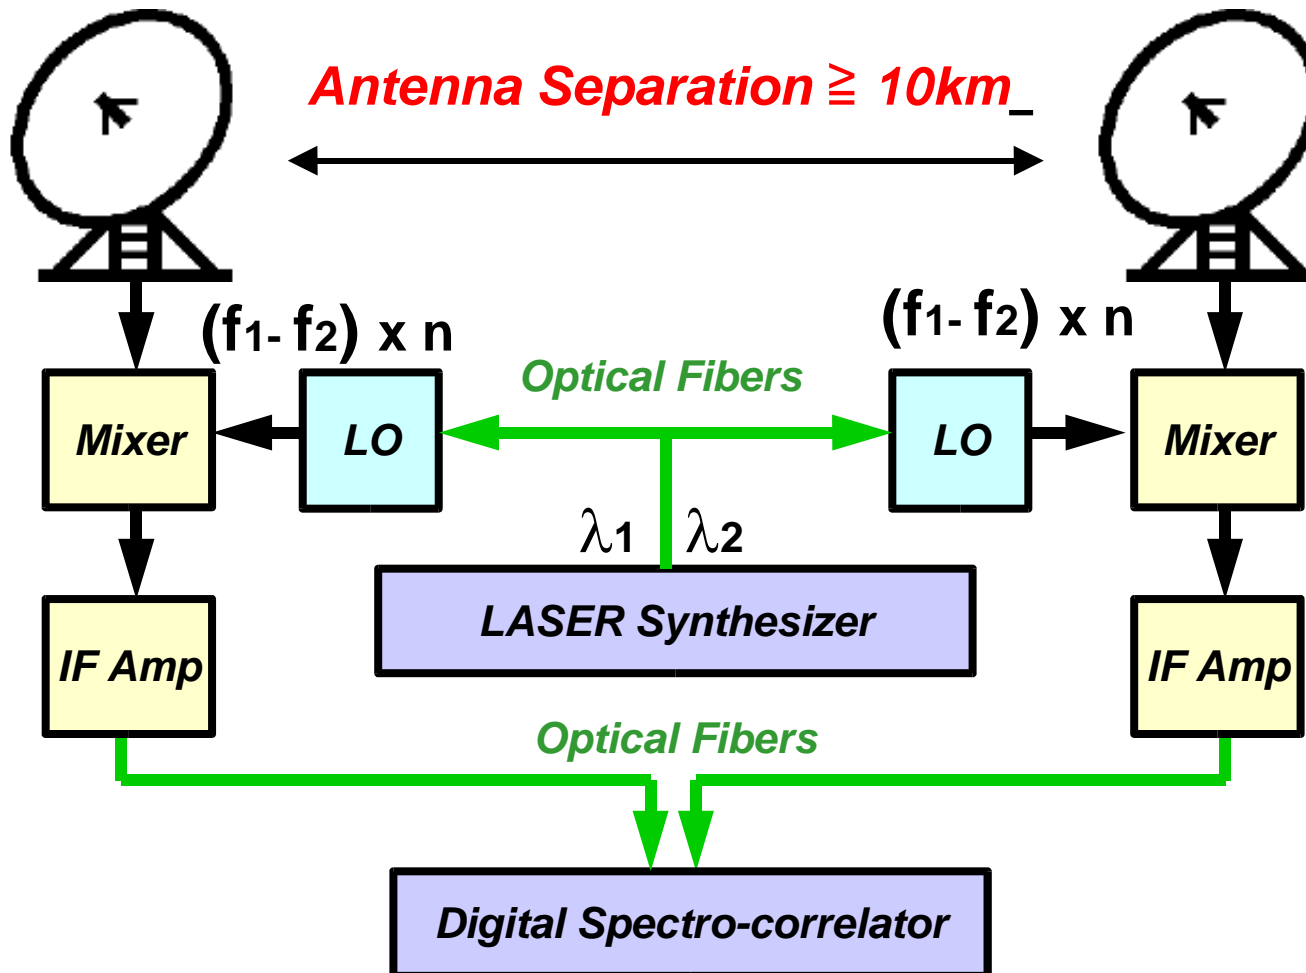 Antenna Separation ≧ 10km_
(f1- f2) x n
(f1- f2) x n
Optical Fibers
Mixer
LO
LO
Mixer
λ1 λ2
LASER Synthesizer
IF Amp
IF Amp
Optical Fibers
Digital Spectro-correlator